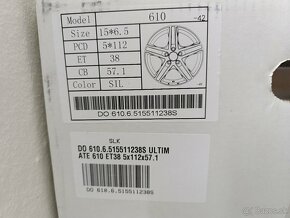 Model 610 -42
Size 15*6.5
PCD 5*112
ET 38
CB 57.1
Color SIL
DO 610.6.515511238S
SLK
DO 610.6.515511238S ULTIM
ATE 610 ET38 5x112x57.1
DO 610.6.515511238S